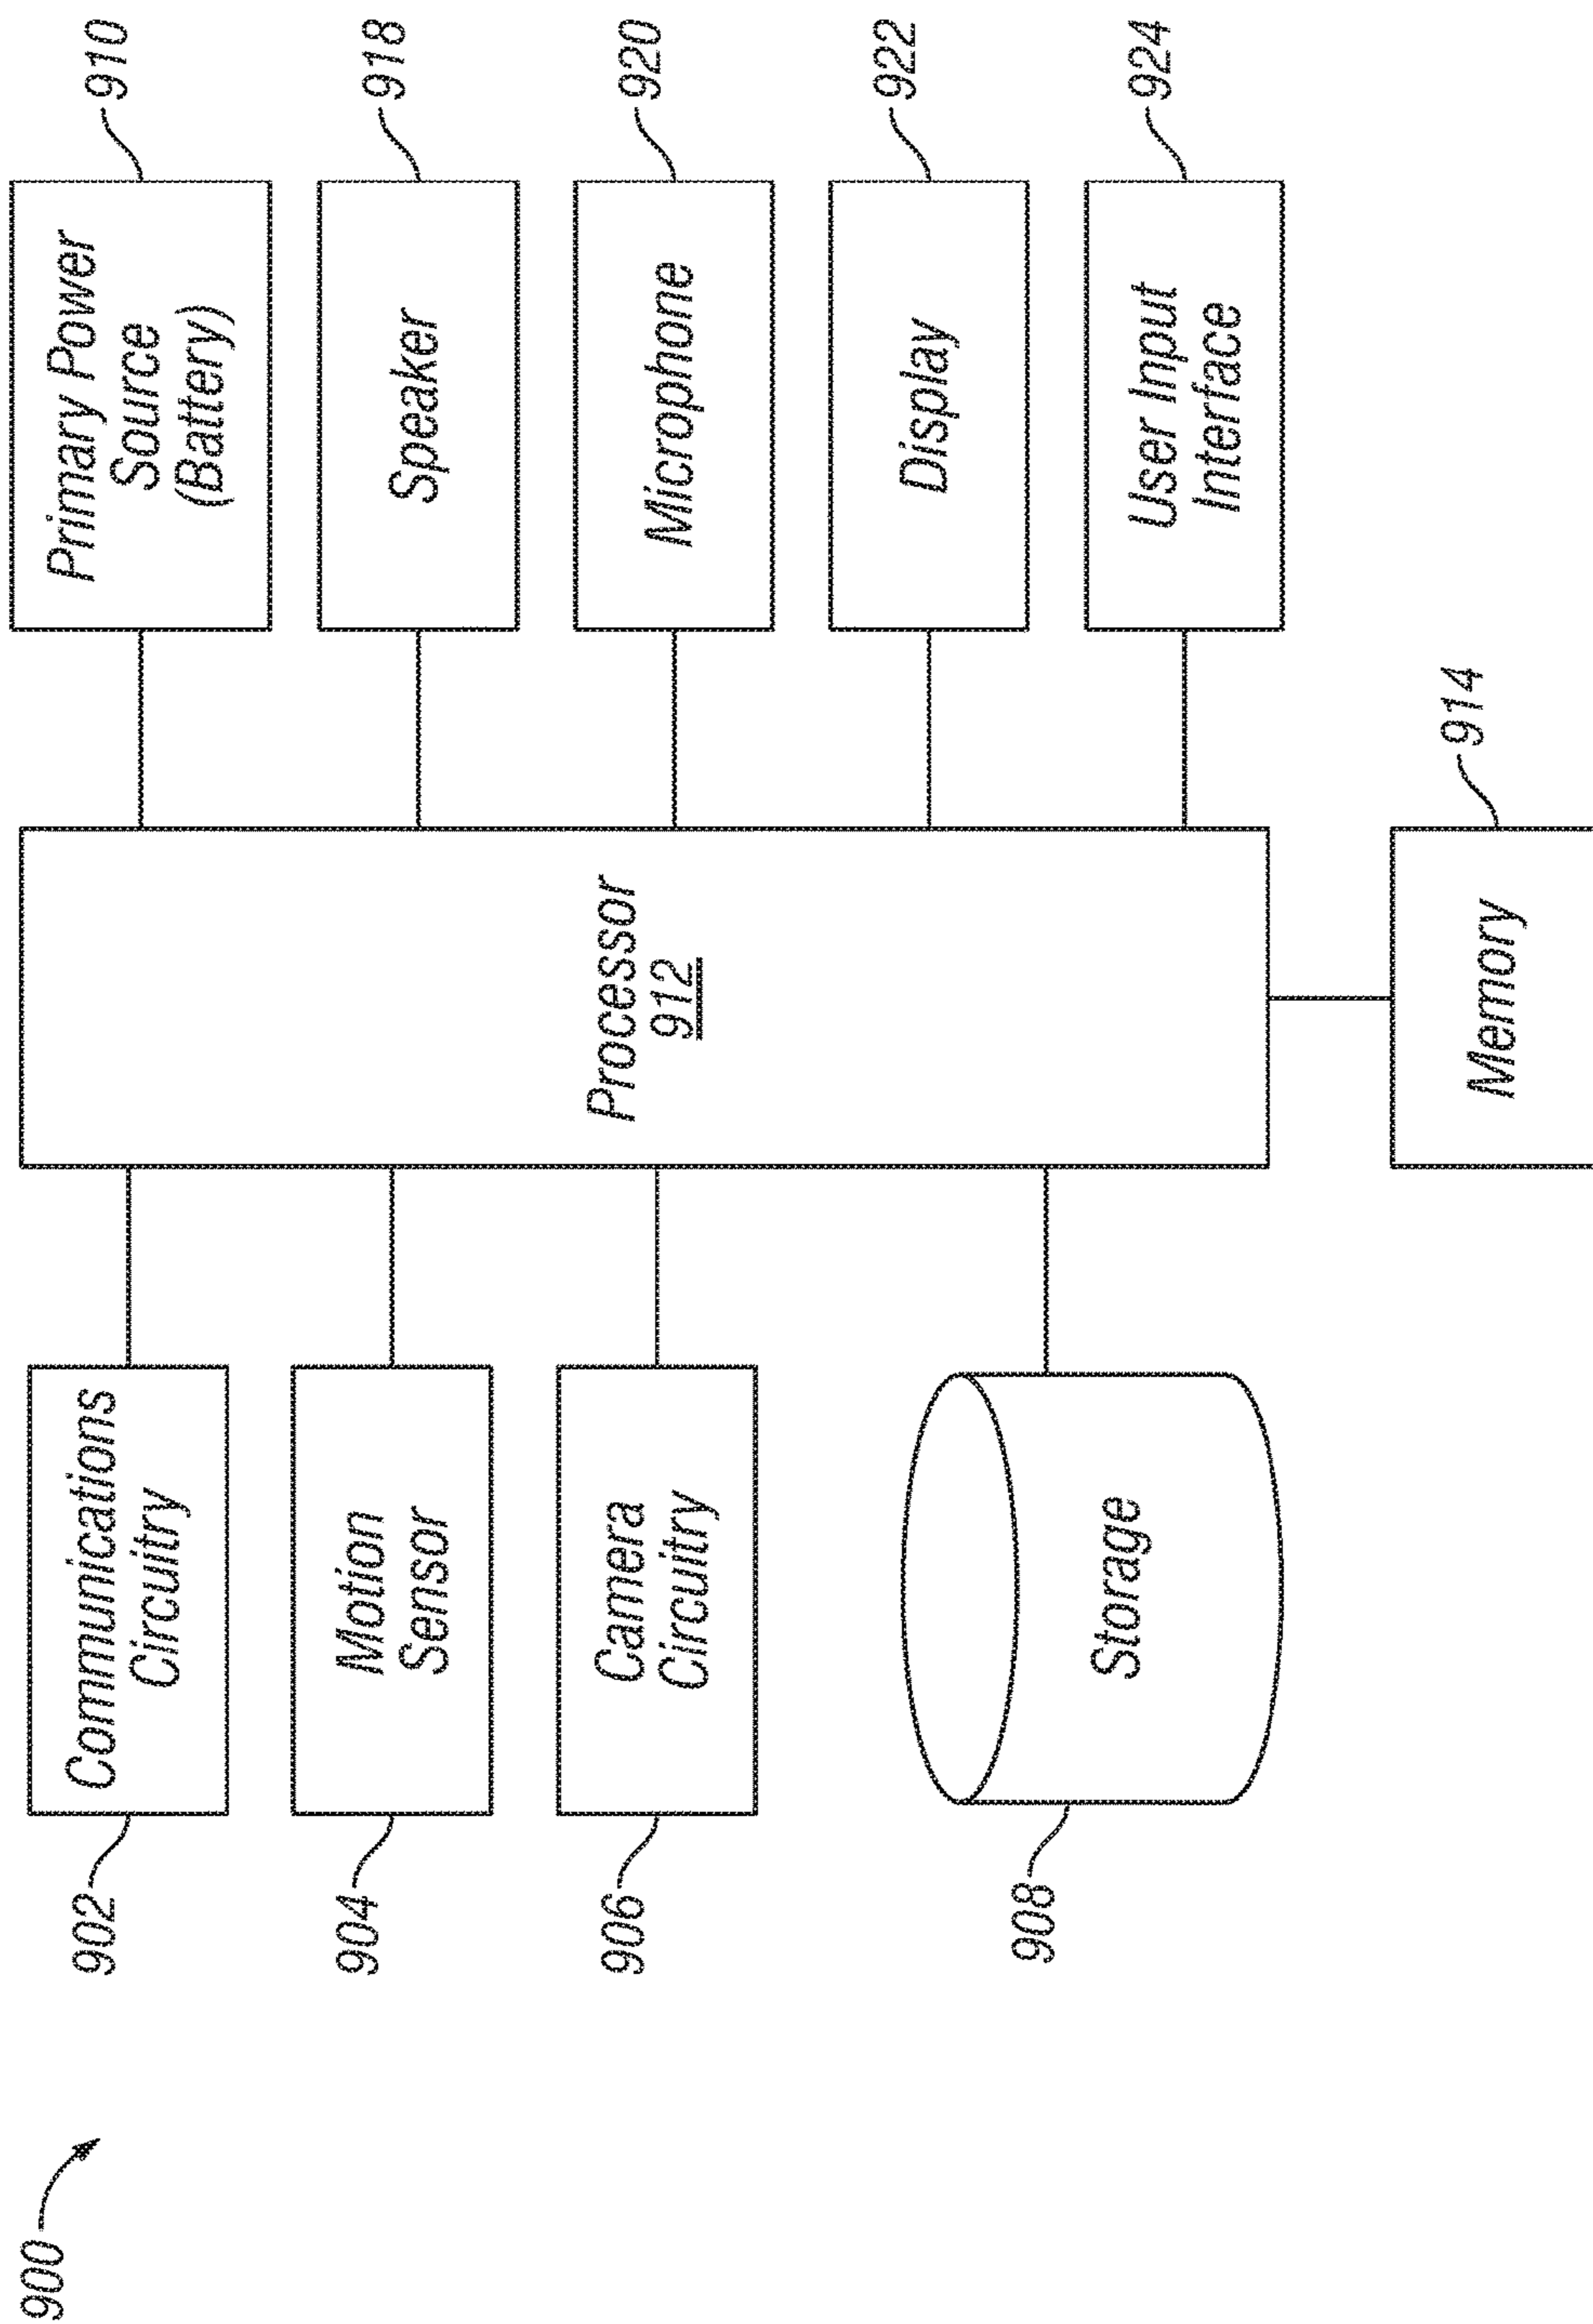 900
902
Communications
Circuitry
904
Motion
Sensor
906
Camera
Circuitry
908
Storage
Processor
912
Memory
914
Primary Power
Source
(Battery)
910
Speaker
918
Microphone
920
Display
922
User Input
Interface
924